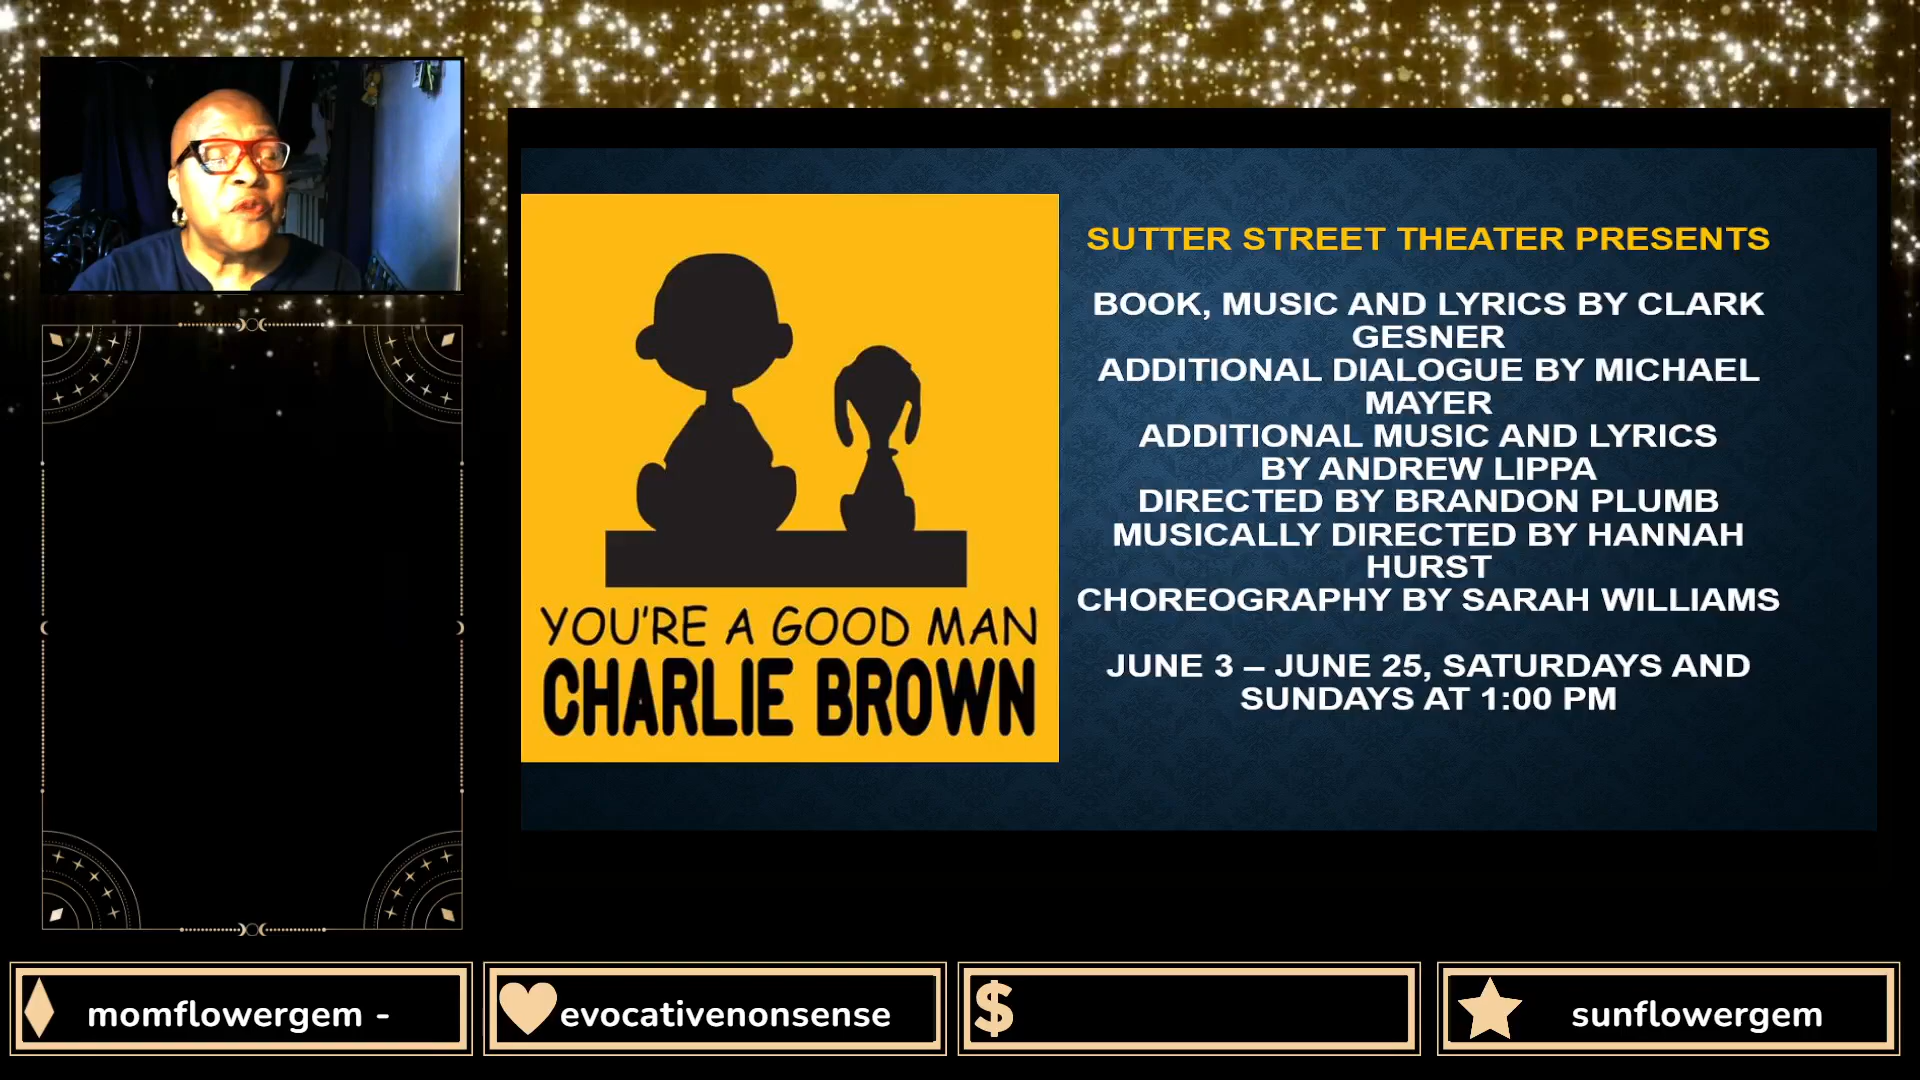 YOU'RE A GOOD MAN
CHARLIE BROWN
SUTTER STREET THEATER PRESENTS
BOOK, MUSIC AND LYRICS BY CLARK
GESNER
ADDITIONAL DIALOGUE BY MICHAEL
MAYER
ADDITIONAL MUSIC AND LYRICS
BY ANDREW LIPPA
DIRECTED BY BRANDON PLUMB
MUSICALLY DIRECTED BY HANNAH
HURST
CHOREOGRAPHY BY SARAH WILLIAMS
JUNE 3 – JUNE 25, SATURDAYS AND
SUNDAYS AT 1:00 PM
momflowergem -
evocativenonsense
$
sunflowergem